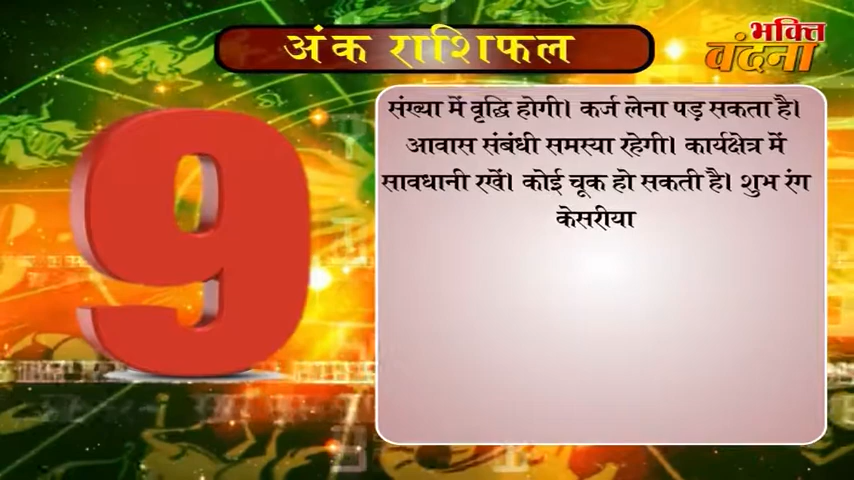 अंक राशिफल
भक्ति
वंदना
9
संख्या में वृद्धि होगी। कर्ज लेना पड़ सकता है।
आवास संबंधी समस्या रहेगी। कार्यक्षेत्र में
सावधानी रखें। कोई चूक हो सकती है। शुभ रंग
केसरीया